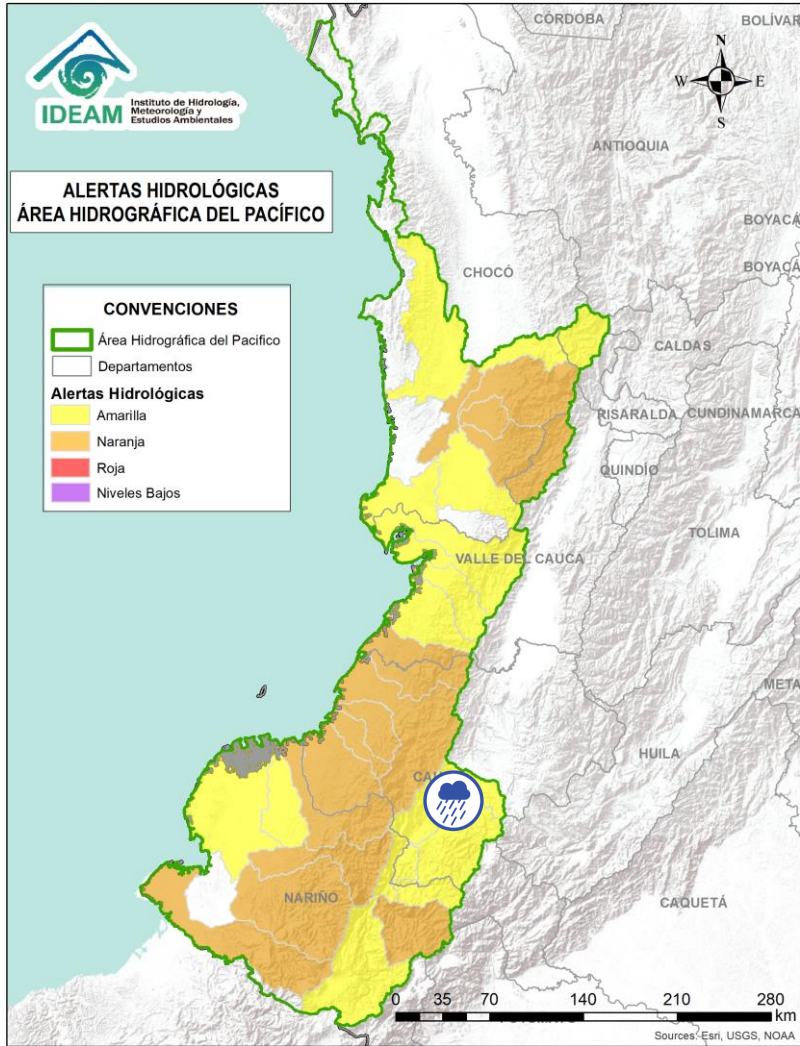 CÓRDOBA
BOLÍVAR
N
W
E
S
IDEAM
Instituto de Hidrología,
Meteorología y
Estudios Ambientales
ANTIOQUIA
ALERTAS HIDROLÓGICAS
ÁREA HIDROGRÁFICA DEL PACÍFICO
BOYACÁ
BOYACÁ
CHOCÓ
CONVENCIONES
Área Hidrográfica del Pacifico
Departamentos
Alertas Hidrológicas
Amarilla
Naranja
Roja
Niveles Bajos
CALDAS
RISARALDA
CUNDINAMARCA
QUINDÍO
TOLIMA
VALLE DEL CAUCA
META
HUILA
NARIÑO
CAQUETÁ
0 35 70 140 210 280
km
Sources: Esri, USGS, NOAA